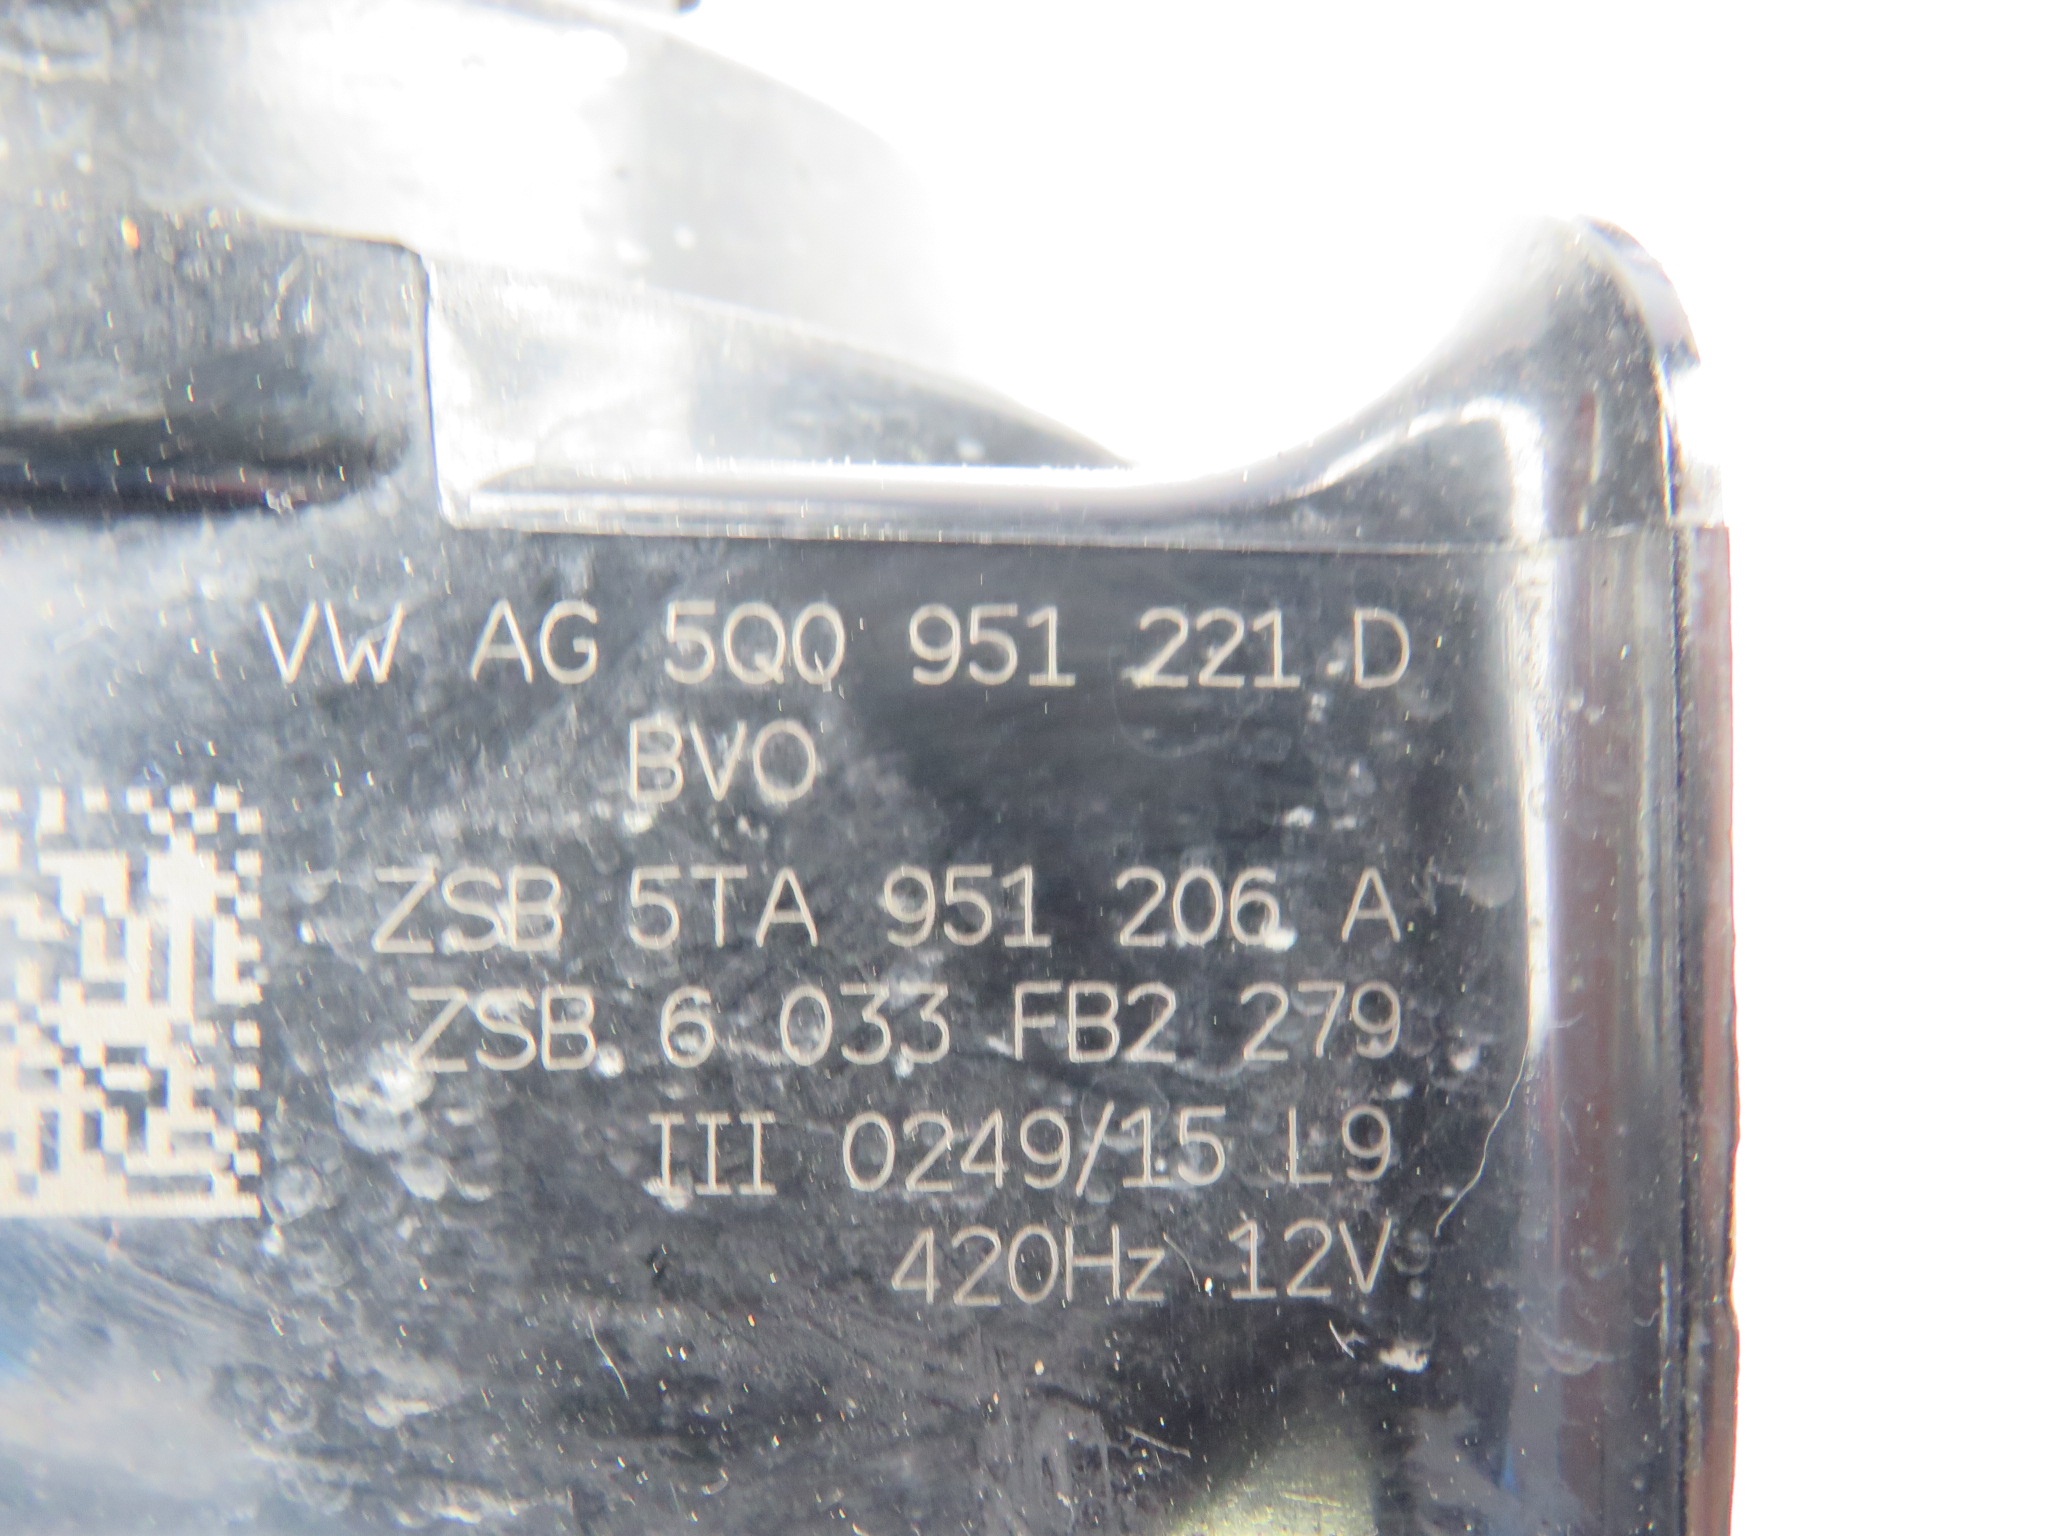 VW AG 5Q0 951 221 D
BVO
ZSB 5TA 951 206 A
ZSB 6 033 FB2 279
III 0249/15 L9
420Hz 12V